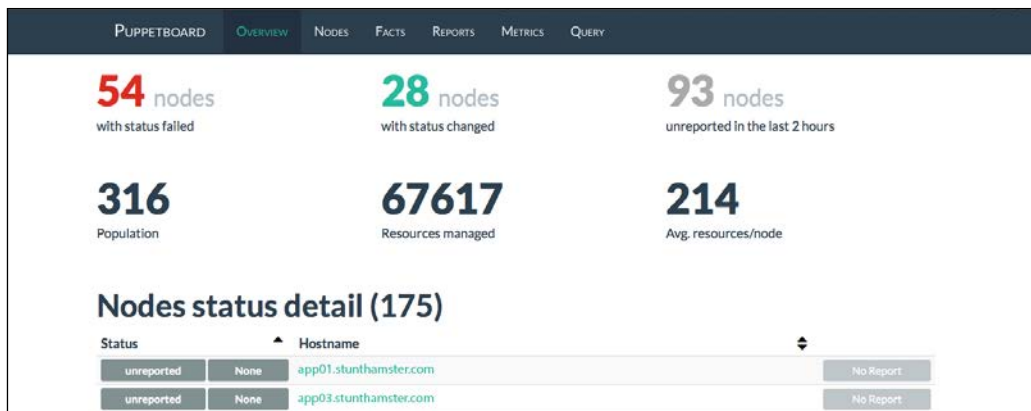 PUPPETBOARD OVERVIEW NODES FACTS REPORTS METRICS QUERY
54 nodes 28 nodes 93 nodes
with status failed with status changed unreported in the last 2 hours
316 67617 214
Population Resources managed Avg. resources/node
Nodes status detail (175)
Status Hostname
unreported None app01.stunthamster.com No Report
unreported None app03.stunthamster.com No Report